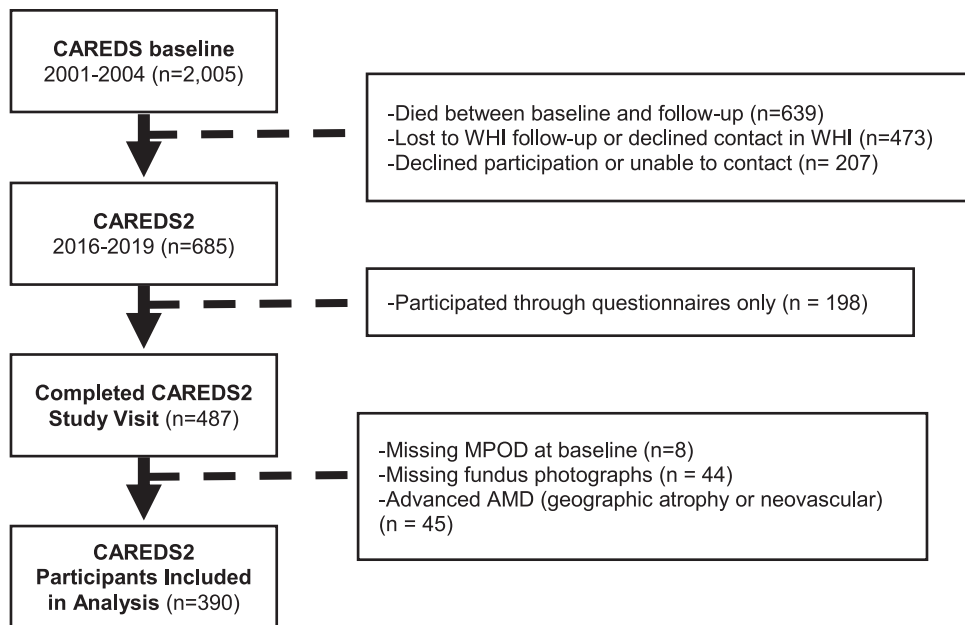 CAREDS baseline
2001-2004 (n=2,005)
-Died between baseline and follow-up (n=639)
-Lost to WHI follow-up or declined contact in WHI (n=473)
-Declined participation or unable to contact (n= 207)
CAREDS2
2016-2019 (n=685)
-Participated through questionnaires only (n = 198)
Completed CAREDS2
Study Visit (n=487)
-Missing MPOD at baseline (n=8)
-Missing fundus photographs (n = 44)
-Advanced AMD (geographic atrophy or neovascular)
(n = 45)
CAREDS2
Participants Included
in Analysis (n=390)